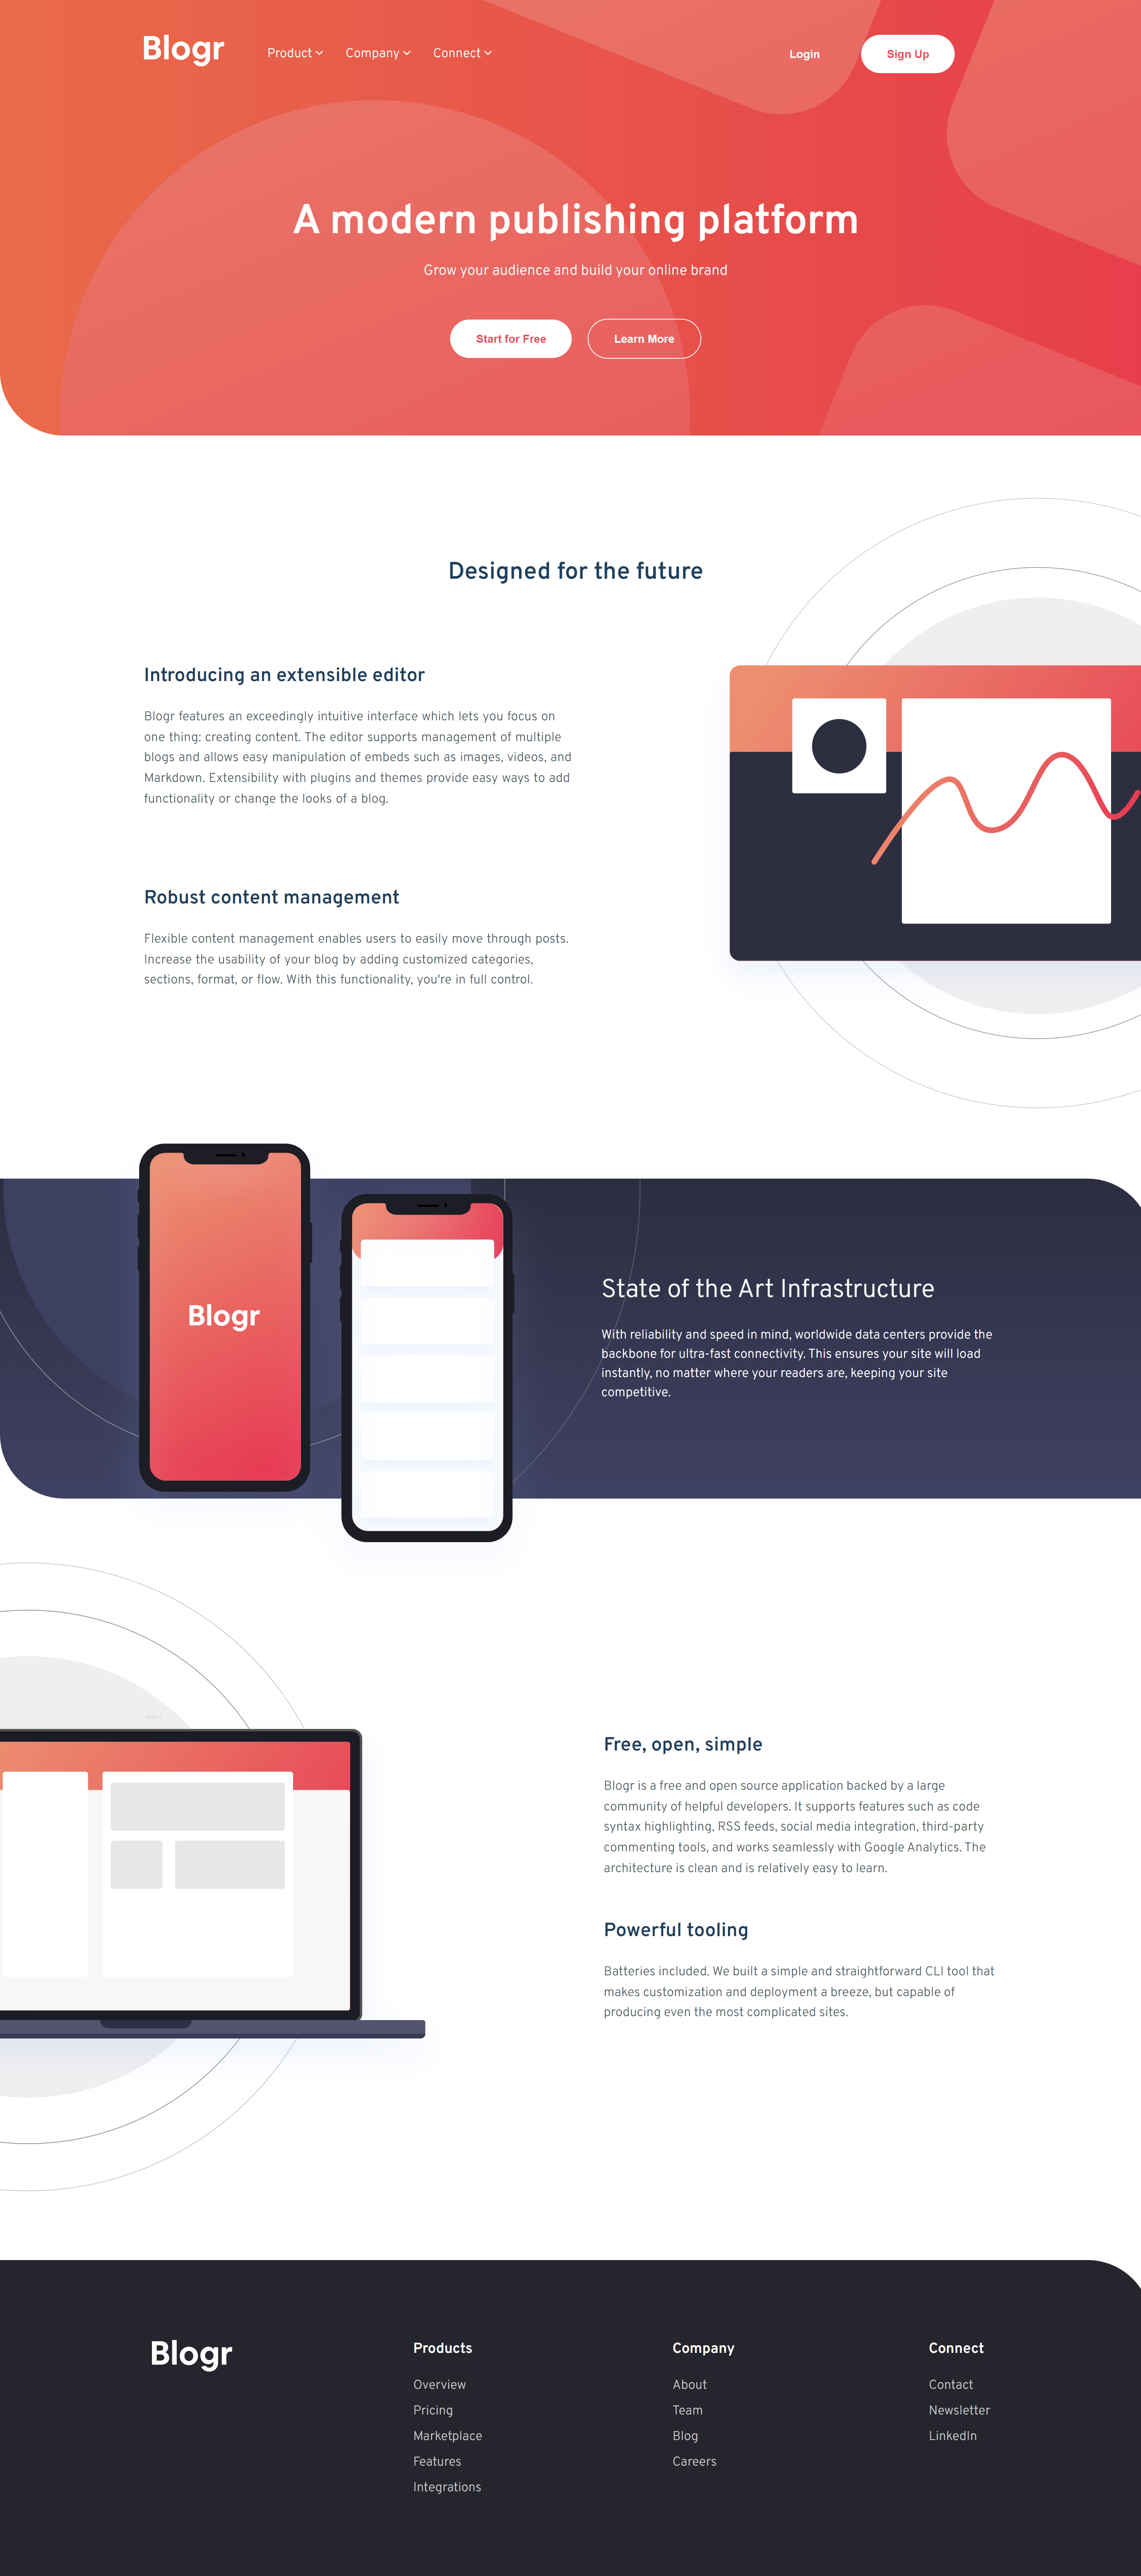 Blogr
Product
Company
Connect
Login
Sign Up
A modern publishing platform
Grow your audience and build your online brand
Start for Free
Learn More
Designed for the future
Introducing an extensible editor
Blogr features an exceedingly intuitive interface which lets you focus on
one thing: creating content. The editor supports management of multiple
blogs and allows easy manipulation of embeds such as images, videos, and
Markdown. Extensibility with plugins and themes provide easy ways to add
functionality or change the looks of a blog.
Robust content management
Flexible content management enables users to easily move through posts.
Increase the usability of your blog by adding customized categories,
sections, format, or flow. With this functionality, you're in full control.
Blogr
State of the Art Infrastructure
With reliability and speed in mind, worldwide data centers provide the
backbone for ultra-fast connectivity. This ensures your site will load
instantly, no matter where your readers are, keeping your site
competitive.
Free, open, simple
Blogr is a free and open source application backed by a large
community of helpful developers. It supports features such as code
syntax highlighting, RSS feeds, social media integration, third-party
commenting tools, and works seamlessly with Google Analytics. The
architecture is clean and is relatively easy to learn.
Powerful tooling
Batteries included. We built a simple and straightforward CLI tool that
makes customization and deployment a breeze, but capable of
producing even the most complicated sites.
Blogr
Products
Overview
Pricing
Marketplace
Features
Integrations
Company
About
Team
Blog
Careers
Connect
Contact
Newsletter
LinkedIn